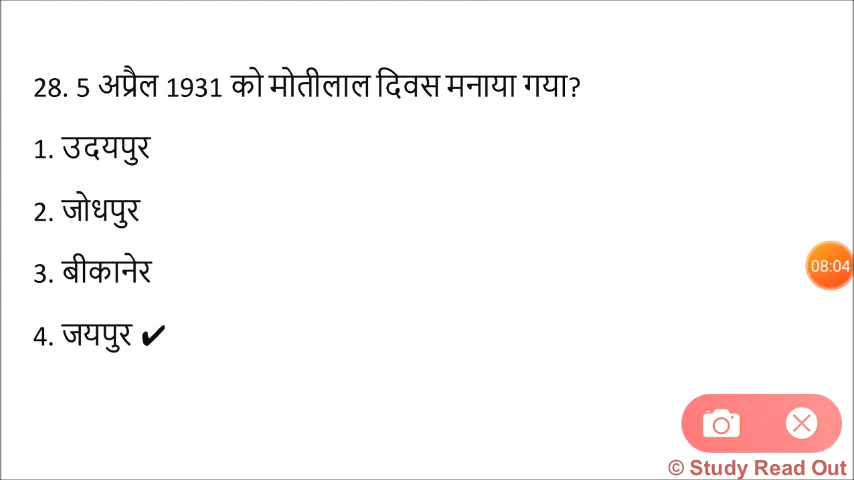 28. 5 अप्रैल 1931 को मोतीलाल दिवस मनाया गया?
1. उदयपुर
2. जोधपुर
3. बीकानेर
4. जयपुर ✔
08:04
© Study Read Out